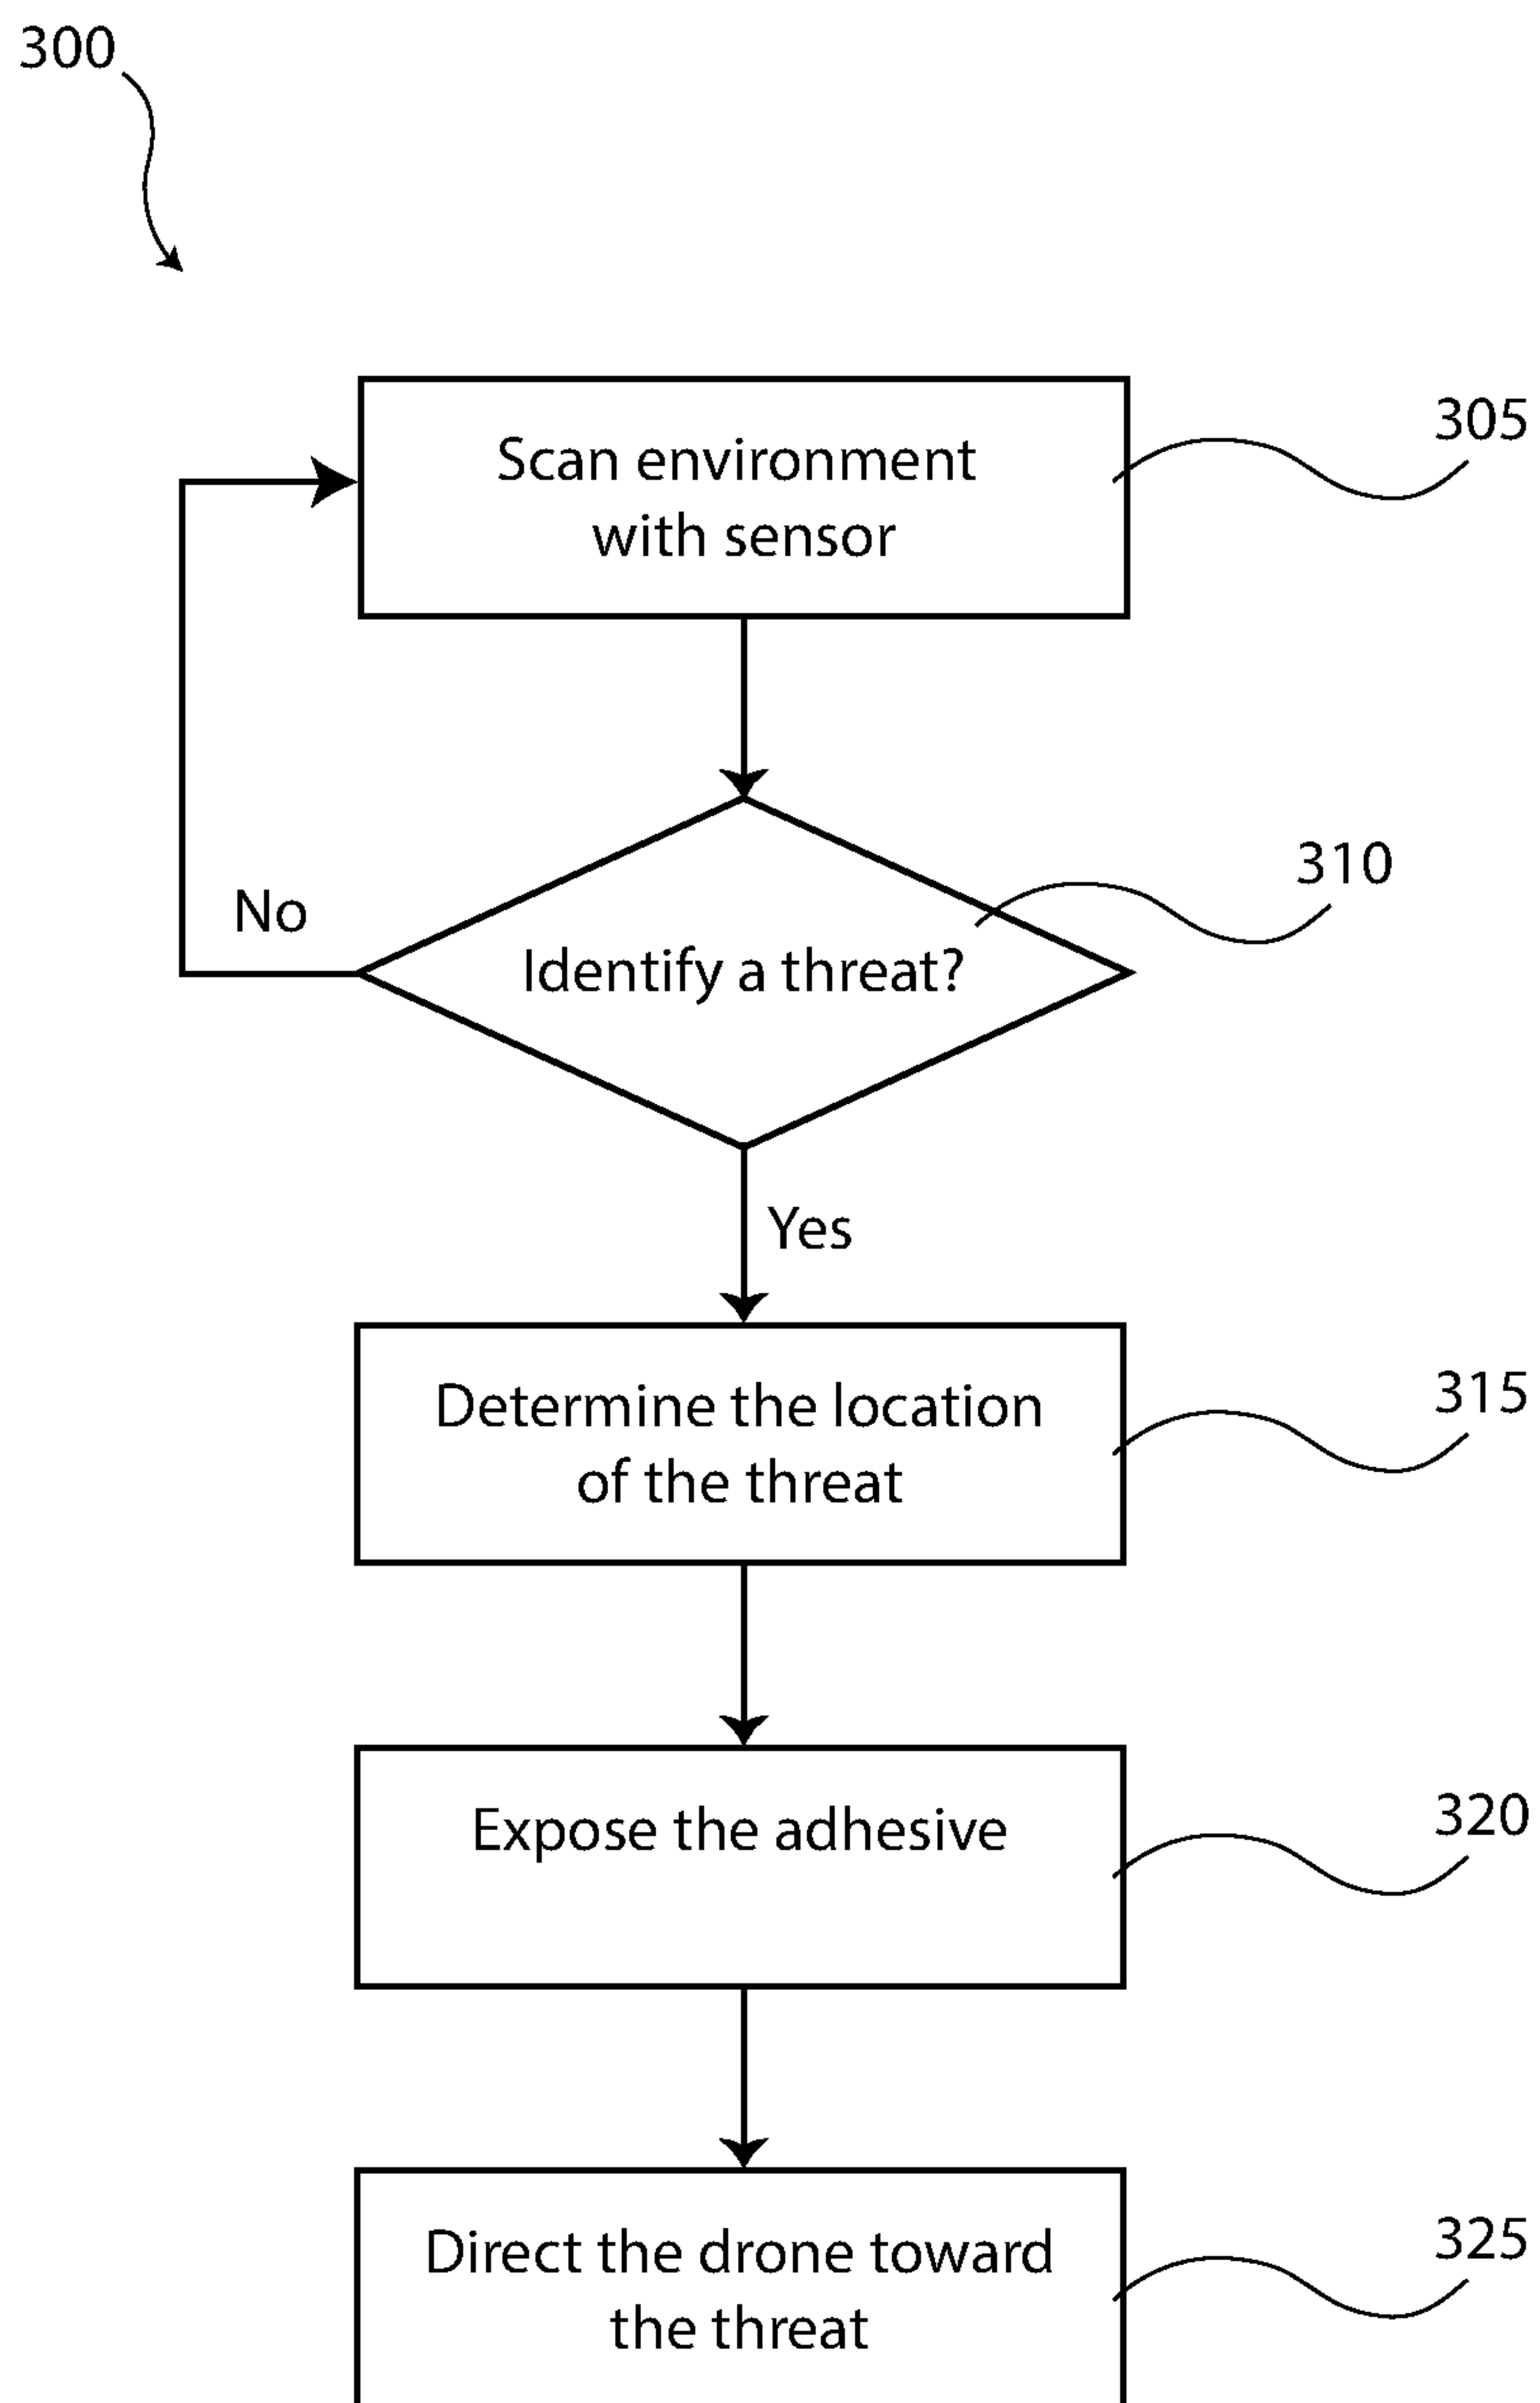 300
305
Scan environment
with sensor
310
No
Identify a threat?
Yes
315
Determine the location
of the threat
320
Expose the adhesive
325
Direct the drone toward
the threat